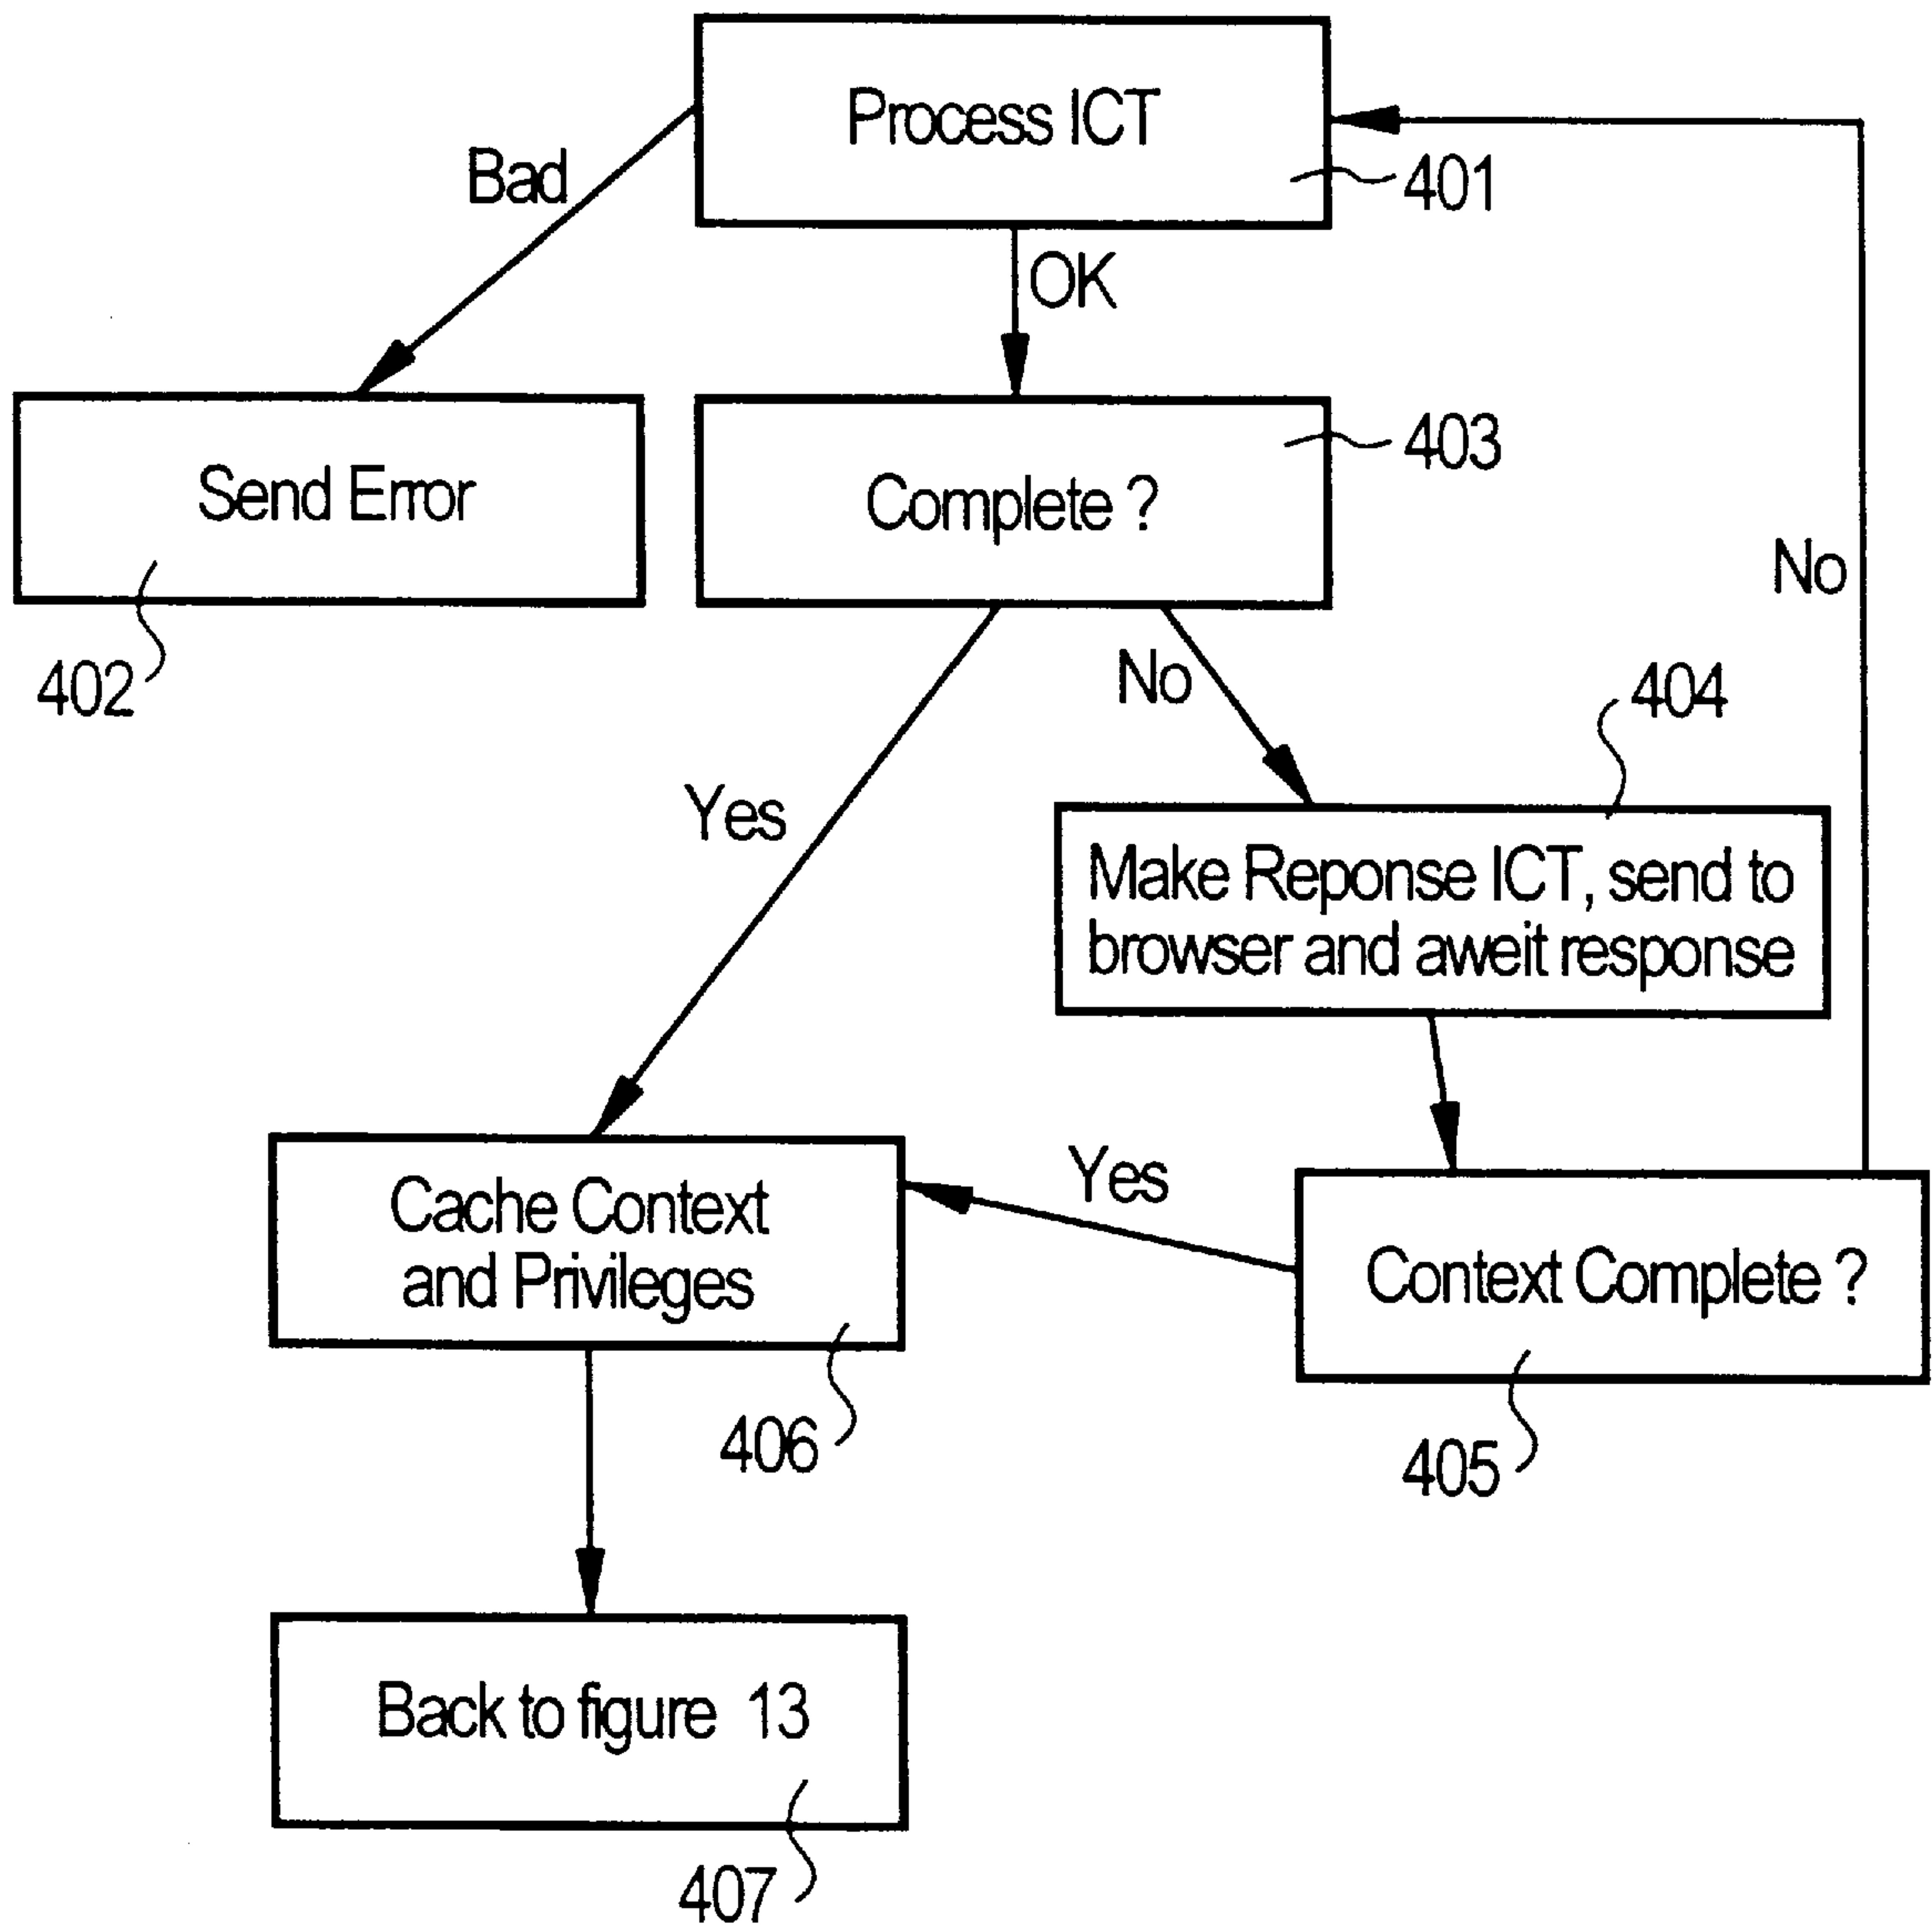 Process ICT
401
Bad
OK
Send Error
402
Complete ?
403
No
No
Yes
404
Make Reponse ICT, send to
browser and aweit response
Yes
Cache Context
and Privileges
406
Context Complete ?
405
Back to figure 13
407